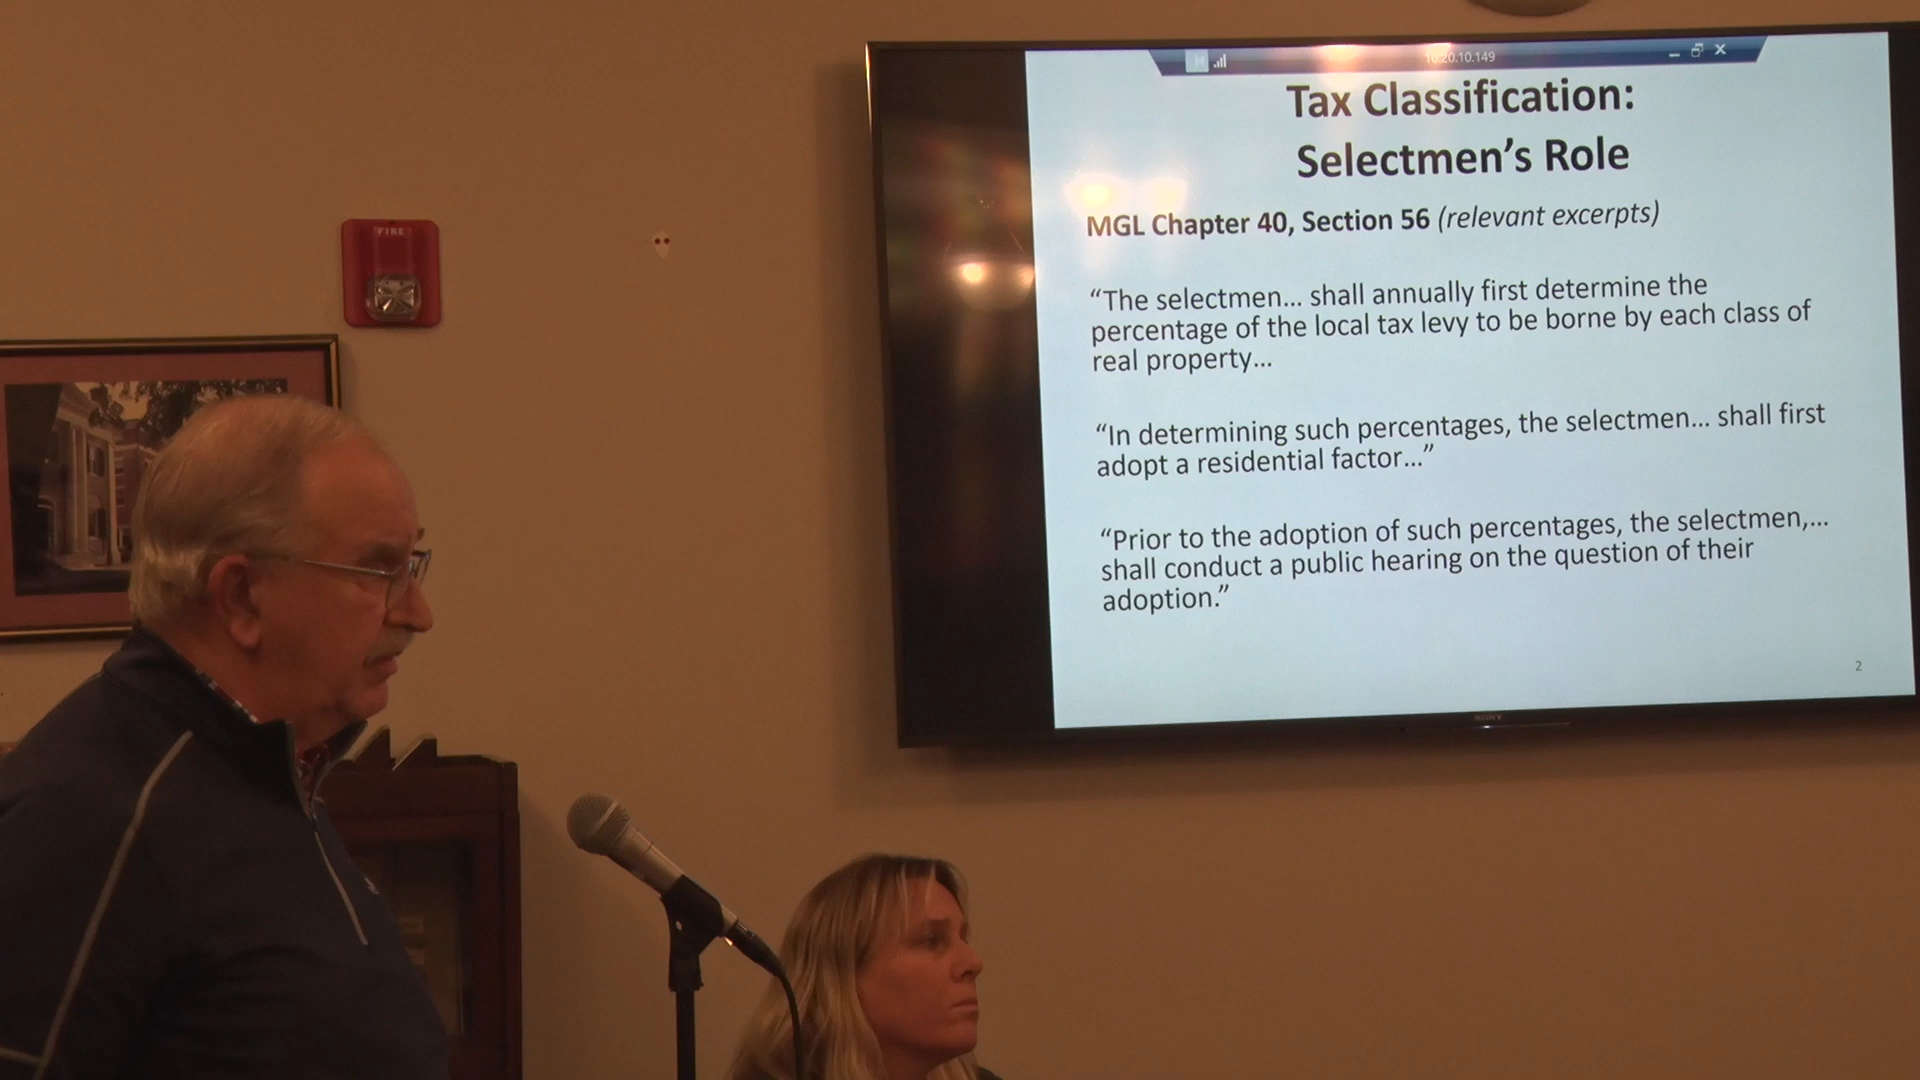 FIRE
10.20.10.149
Tax Classification:
Selectmen's Role
MGL Chapter 40, Section 56 (relevant excerpts)
“The selectmen... shall annually first determine the
percentage of the local tax levy to be borne by each class of
real property...
“In determining such percentages, the selectmen... shall first
adopt a residential factor...”
“Prior to the adoption of such percentages, the selectmen,...
shall conduct a public hearing on the question of their
adoption.”
2
SONY